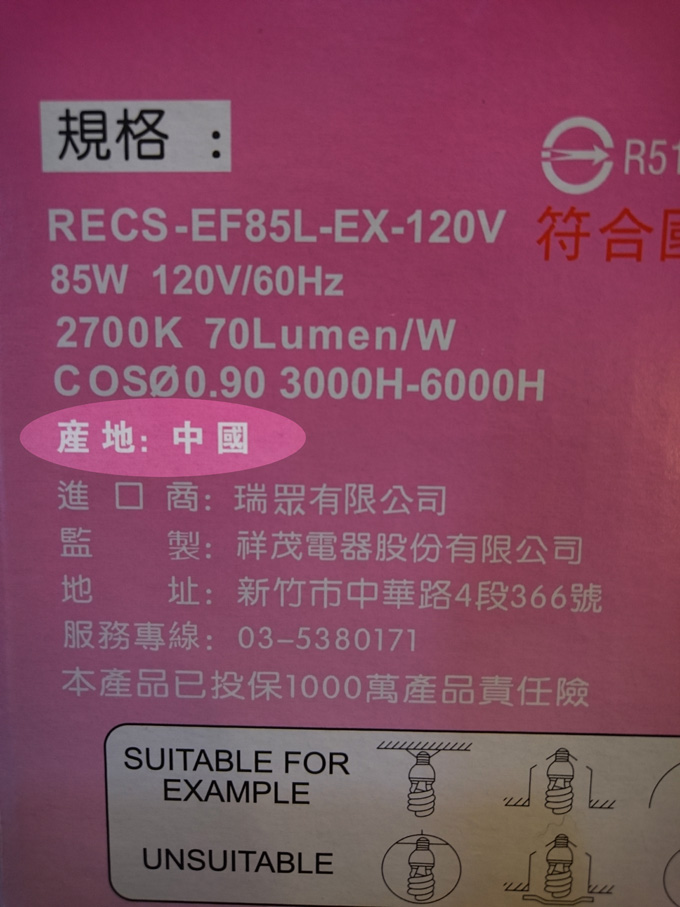 規格：
R51
RECS-EF85L-EX-120V
符合國
85W 120V/60Hz
2700K 70Lumen/W
COSØ0.90 3000H-6000H
產地：中國
進口商：瑞眾有限公司
監製：祥茂電器股份有限公司
地址：新竹市中華路4段366號
服務專線：03-5380171
本產品已投保1000萬產品責任險
SUITABLE FOR
EXAMPLE
UNSUITABLE